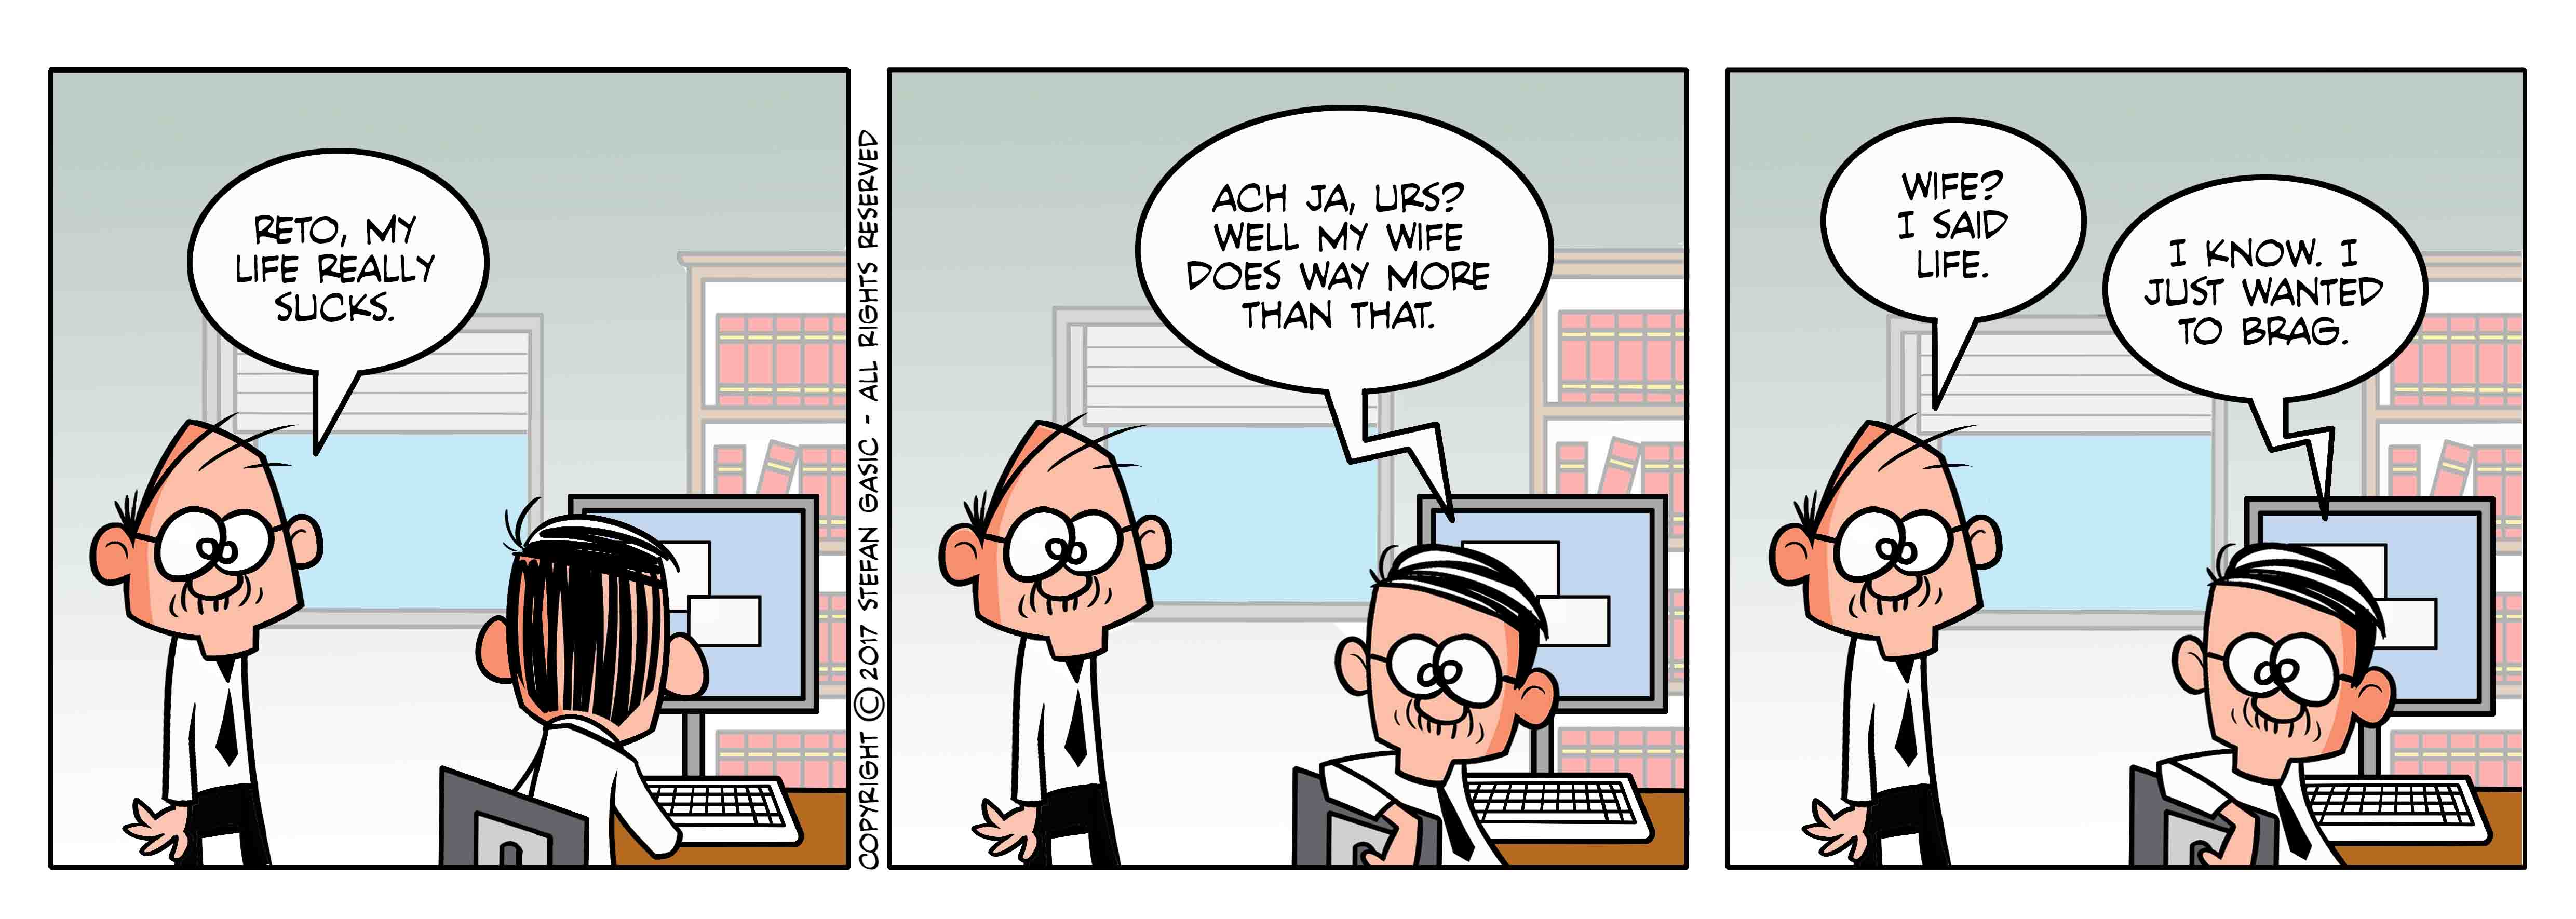 RETO, MY
LIFE REALLY
SUCKS.
COPYRIGHT © 2017 STEFAN GASIC - ALL RIGHTS RESERVED
ACH JA, URS?
WELL MY WIFE
DOES WAY MORE
THAN THAT.
WIFE?
I SAID
LIFE.
I KNOW. I
JUST WANTED
TO BRAG.